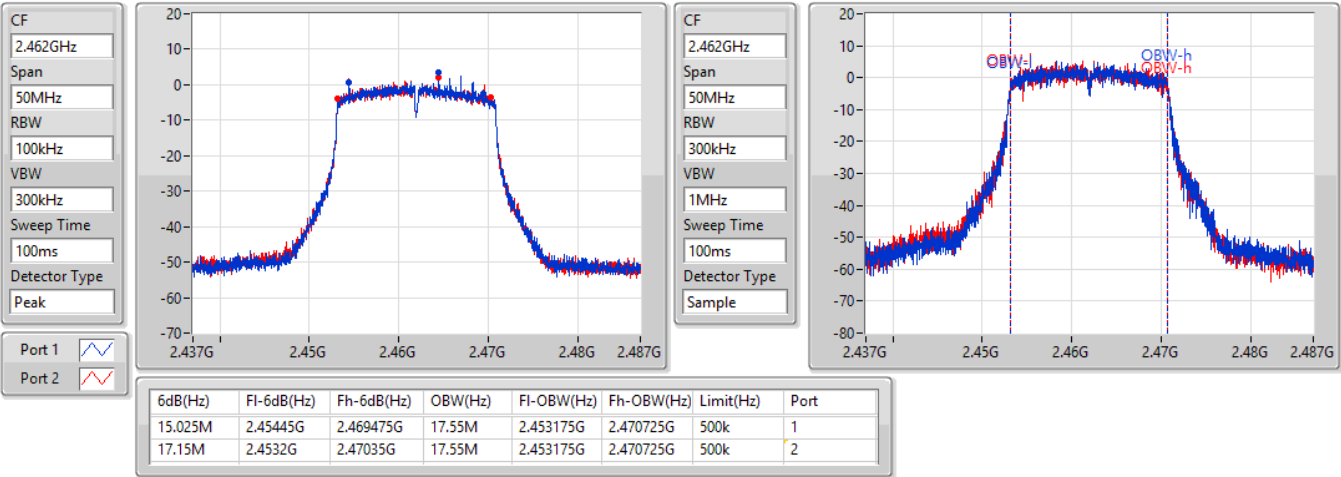 CF
2.462GHz
Span
50MHz
RBW
100kHz
VBW
300kHz
Sweep Time
100ms
Detector Type
Peak
Port 1
Port 2
20
10
0
-10
-20
-30
-40
-50
-60
-70
2.437G 2.45G 2.46G 2.47G 2.48G 2.487G
CF
2.462GHz
Span
50MHz
RBW
300kHz
VBW
1MHz
Sweep Time
100ms
Detector Type
Sample
20
10
0
-10
-20
-30
-40
-50
-60
-70
-80
OBW-l
OBW-h
OBW-h
2.437G 2.45G 2.46G 2.47G 2.48G 2.487G
6dB(Hz) Fl-6dB(Hz) Fh-6dB(Hz) OBW(Hz) Fl-OBW(Hz) Fh-OBW(Hz) Limit(Hz) Port
15.025M 2.45445G 2.469475G 17.55M 2.453175G 2.470725G 500k 1
17.15M 2.4532G 2.47035G 17.55M 2.453175G 2.470725G 500k 2